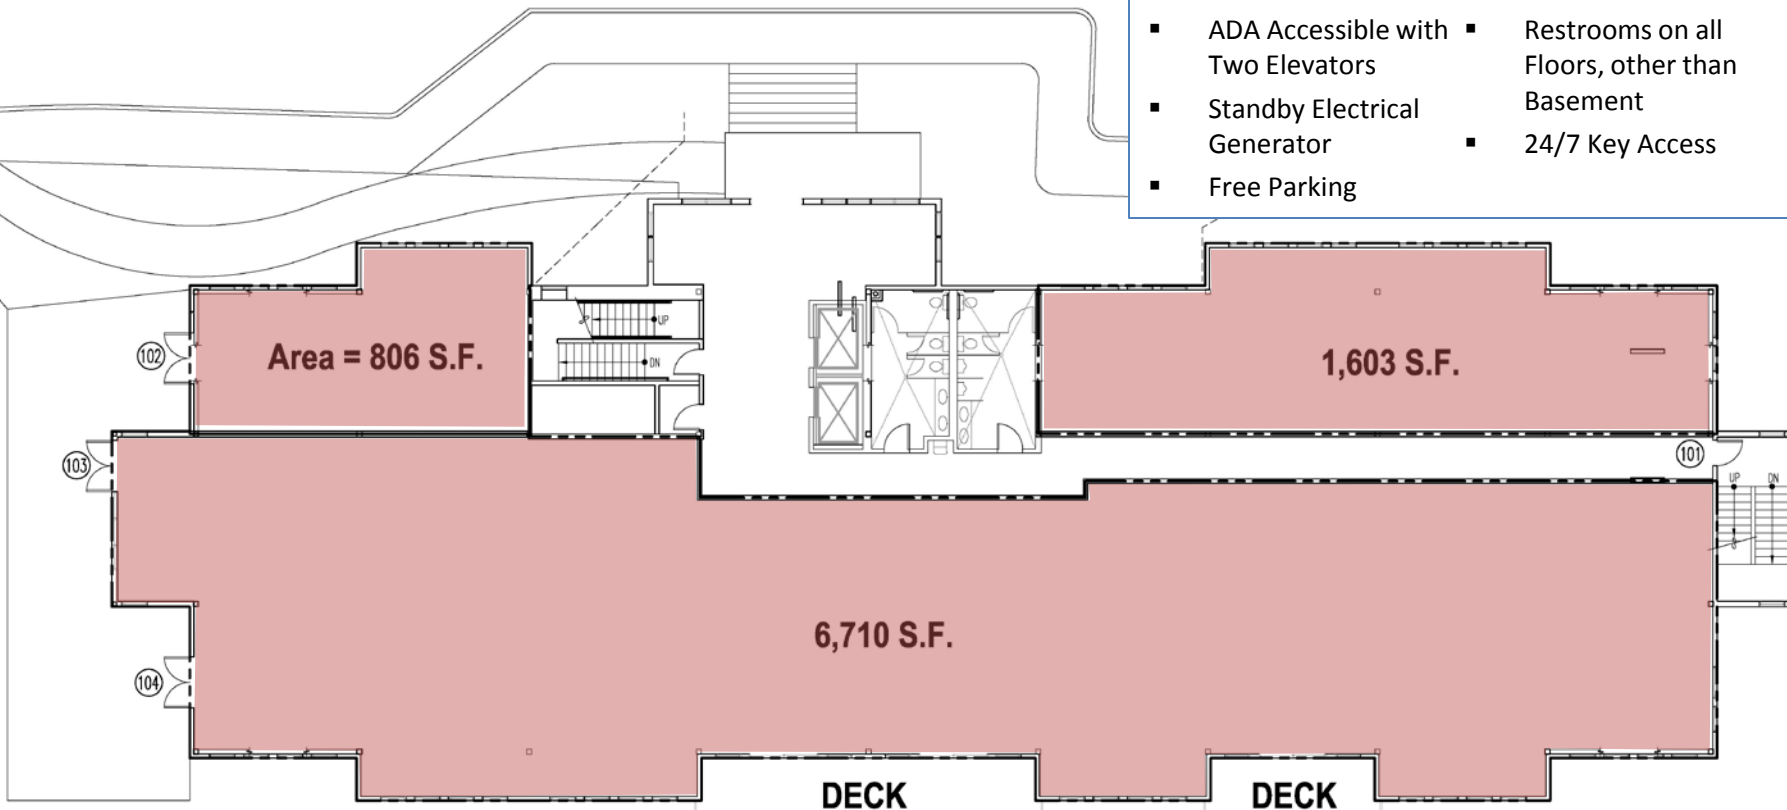 ▪ ADA Accessible with
Two Elevators
▪ Standby Electrical
Generator
▪ Free Parking
▪ Restrooms on all
Floors, other than
Basement
▪ 24/7 Key Access
UP
DN
102
Area = 806 S.F.
1,603 S.F.
103
101
UP
DN
6,710 S.F.
104
DECK
DECK